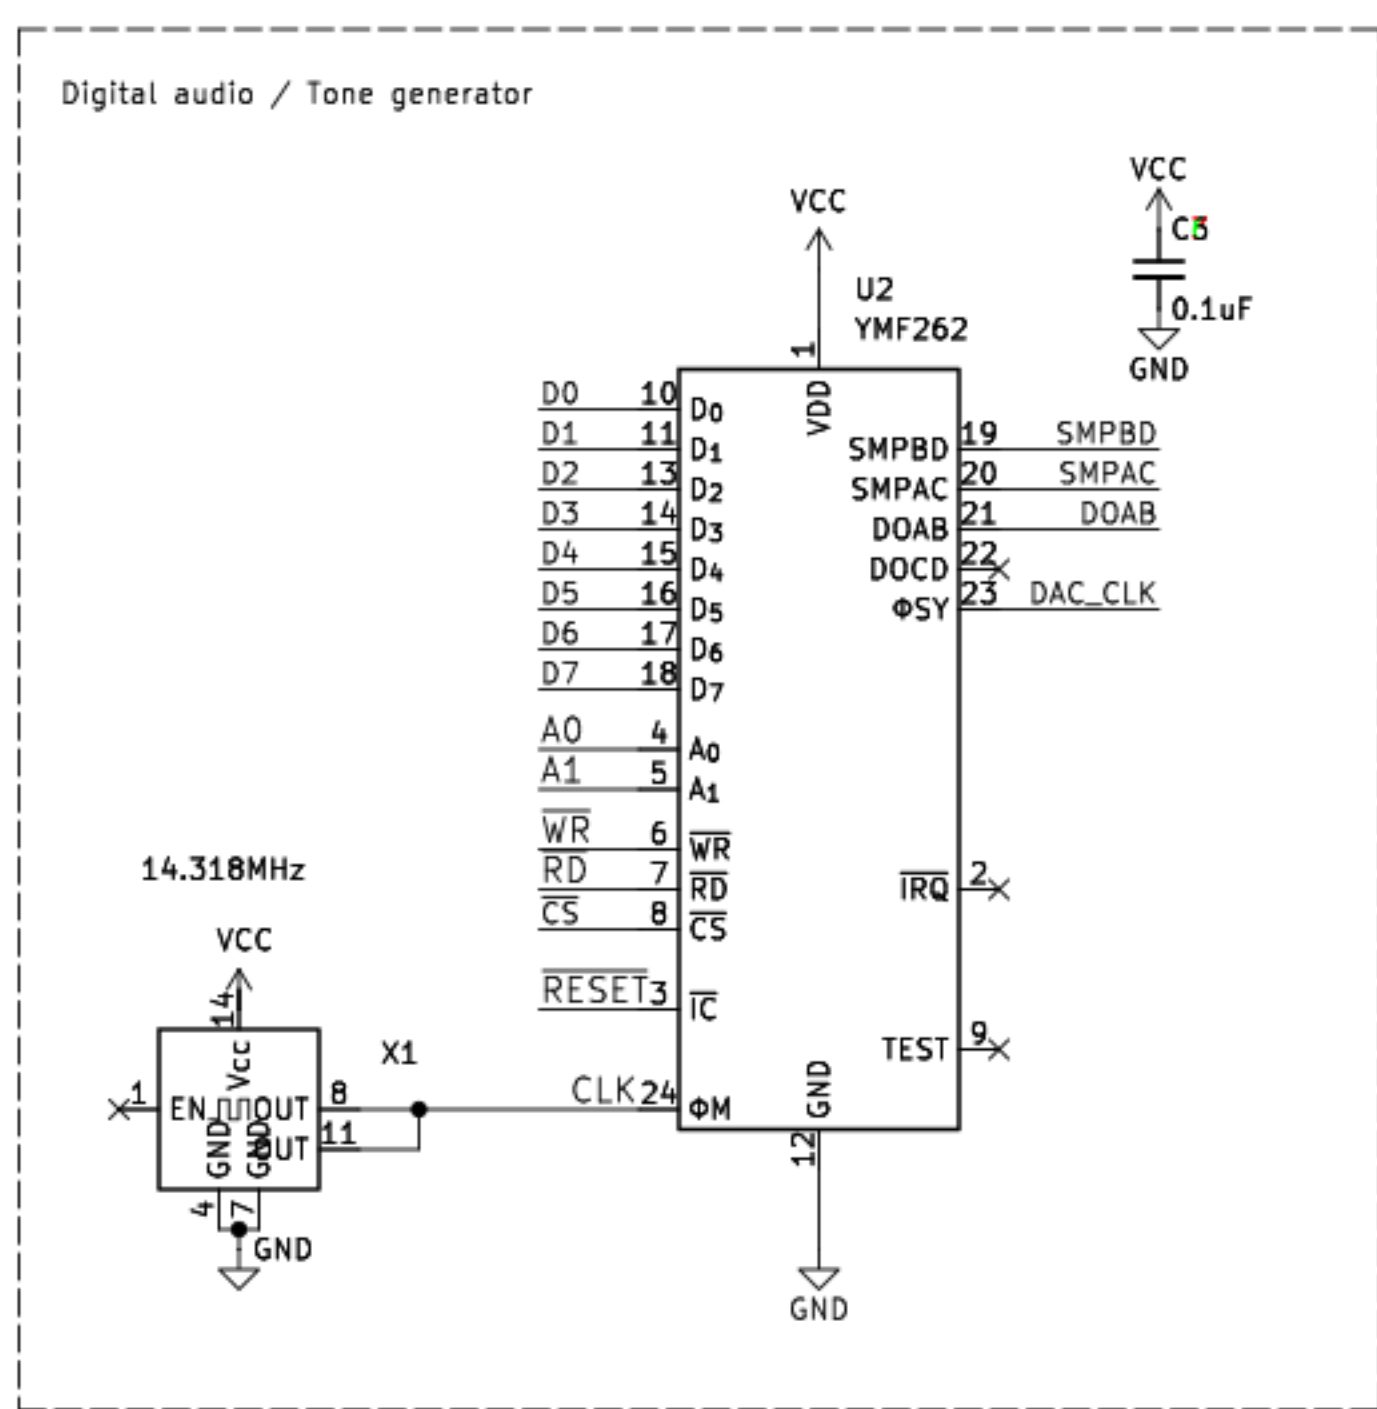 Digital audio / Tone generator
VCC
VCC
0.1uF
GND
U2
YMF262
1
VDD
D0 10 D0
D1 11 D1
D2 13 D2
D3 14 D3
D4 15 D4
D5 16 D5
D6 17 D6
D7 18 D7
A0 4 A0
A1 5 A1
WR 6 WR
RD 7 RD
CS 8 CS
RESET 3 IC
CLK 24 ΦM
SMPBD 19 SMPBD
SMPAC 20 SMPAC
DOAB 21 DOAB
DOCD 22
ΦSY 23 DAC_CLK
IRQ 2
TEST 9
GND
12
GND
14.318MHz
VCC
14
Vcc
X1
1 EN OUT 8
OUT 11
GND GND
4 7
GND